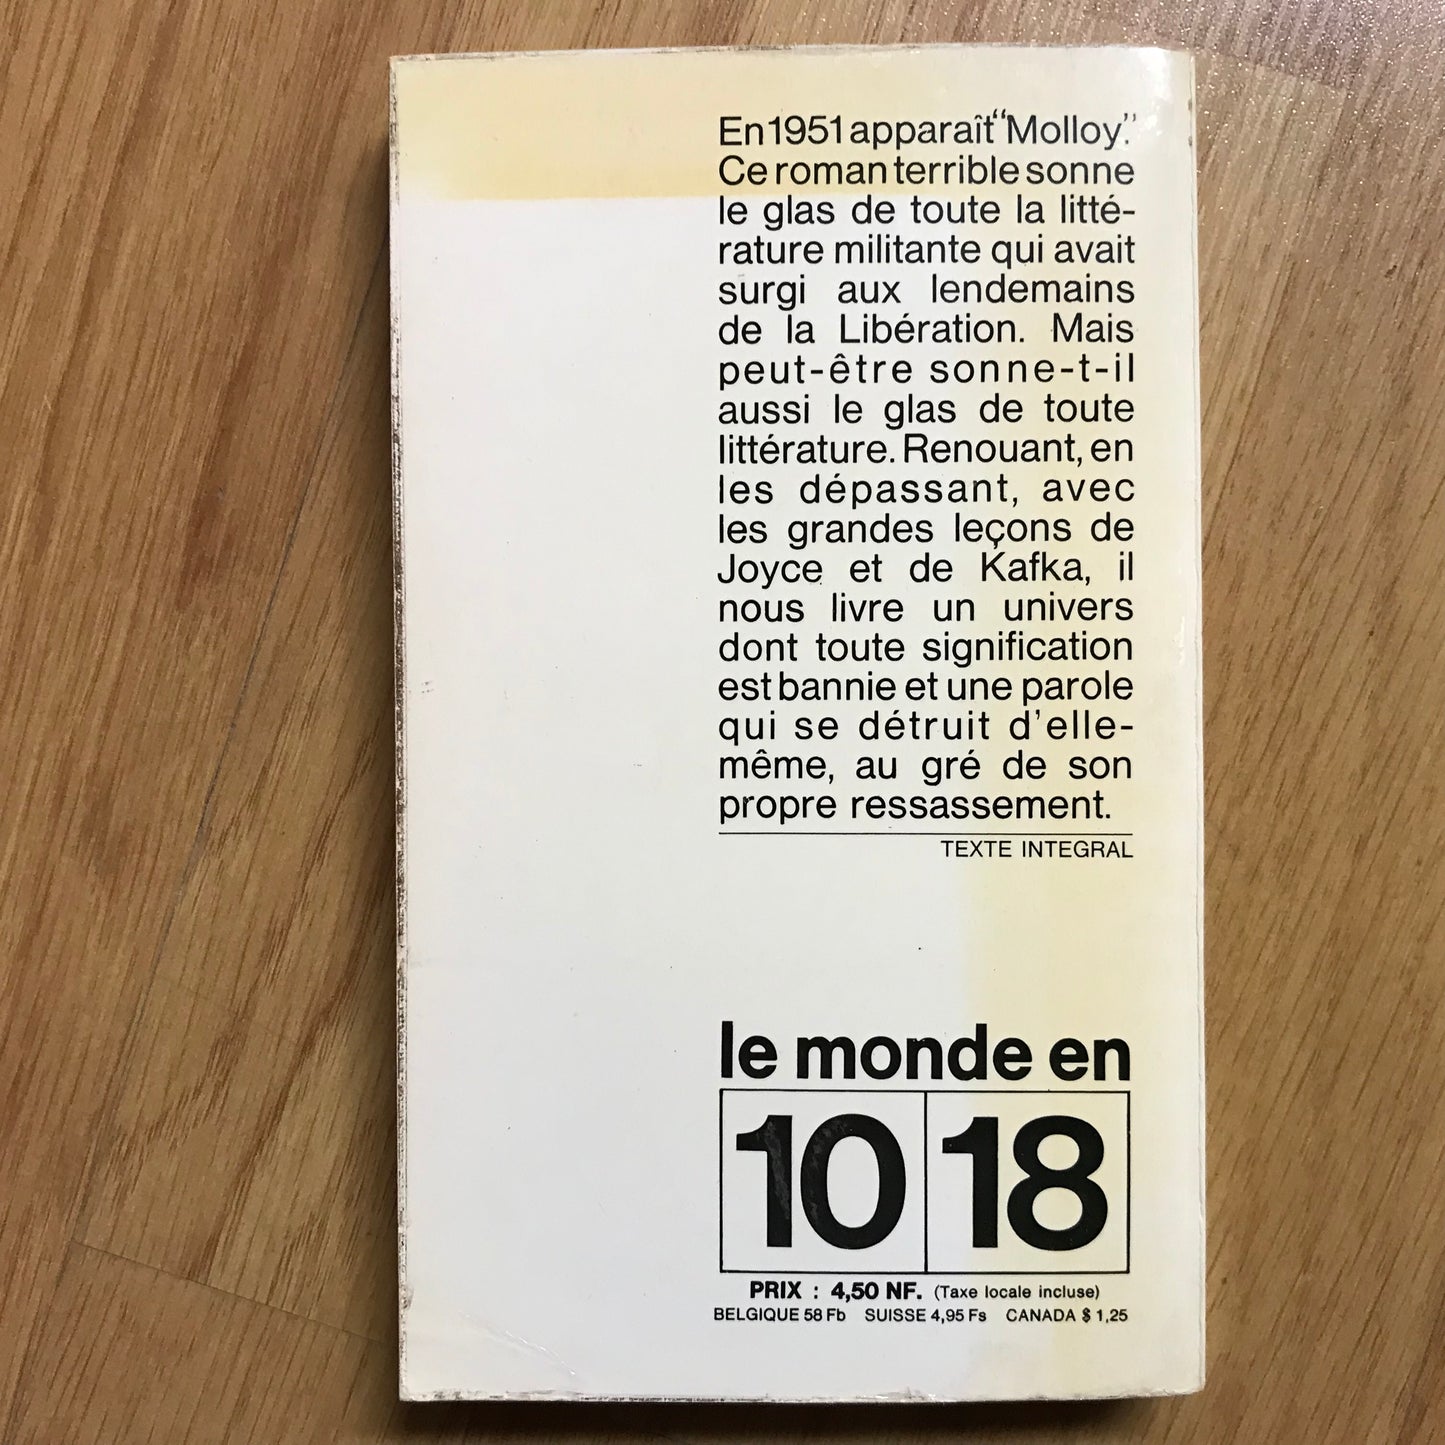 En 1951 apparaît "Molloy."
Ce roman terrible sonne
le glas de toute la litté-
rature militante qui avait
surgi aux lendemains
de la Libération. Mais
peut-être sonne-t-il
aussi le glas de toute
littérature. Renouant, en
les dépassant, avec
les grandes leçons de
Joyce et de Kafka, il
nous livre un univers
dont toute signification
est bannie et une parole
qui se détruit d'elle-
même, au gré de son
propre ressassement.
TEXTE INTEGRAL
le monde en
10 18
PRIX : 4,50 NF. (Taxe locale incluse)
BELGIQUE 58 Fb SUISSE 4,95 Fs CANADA $ 1,25